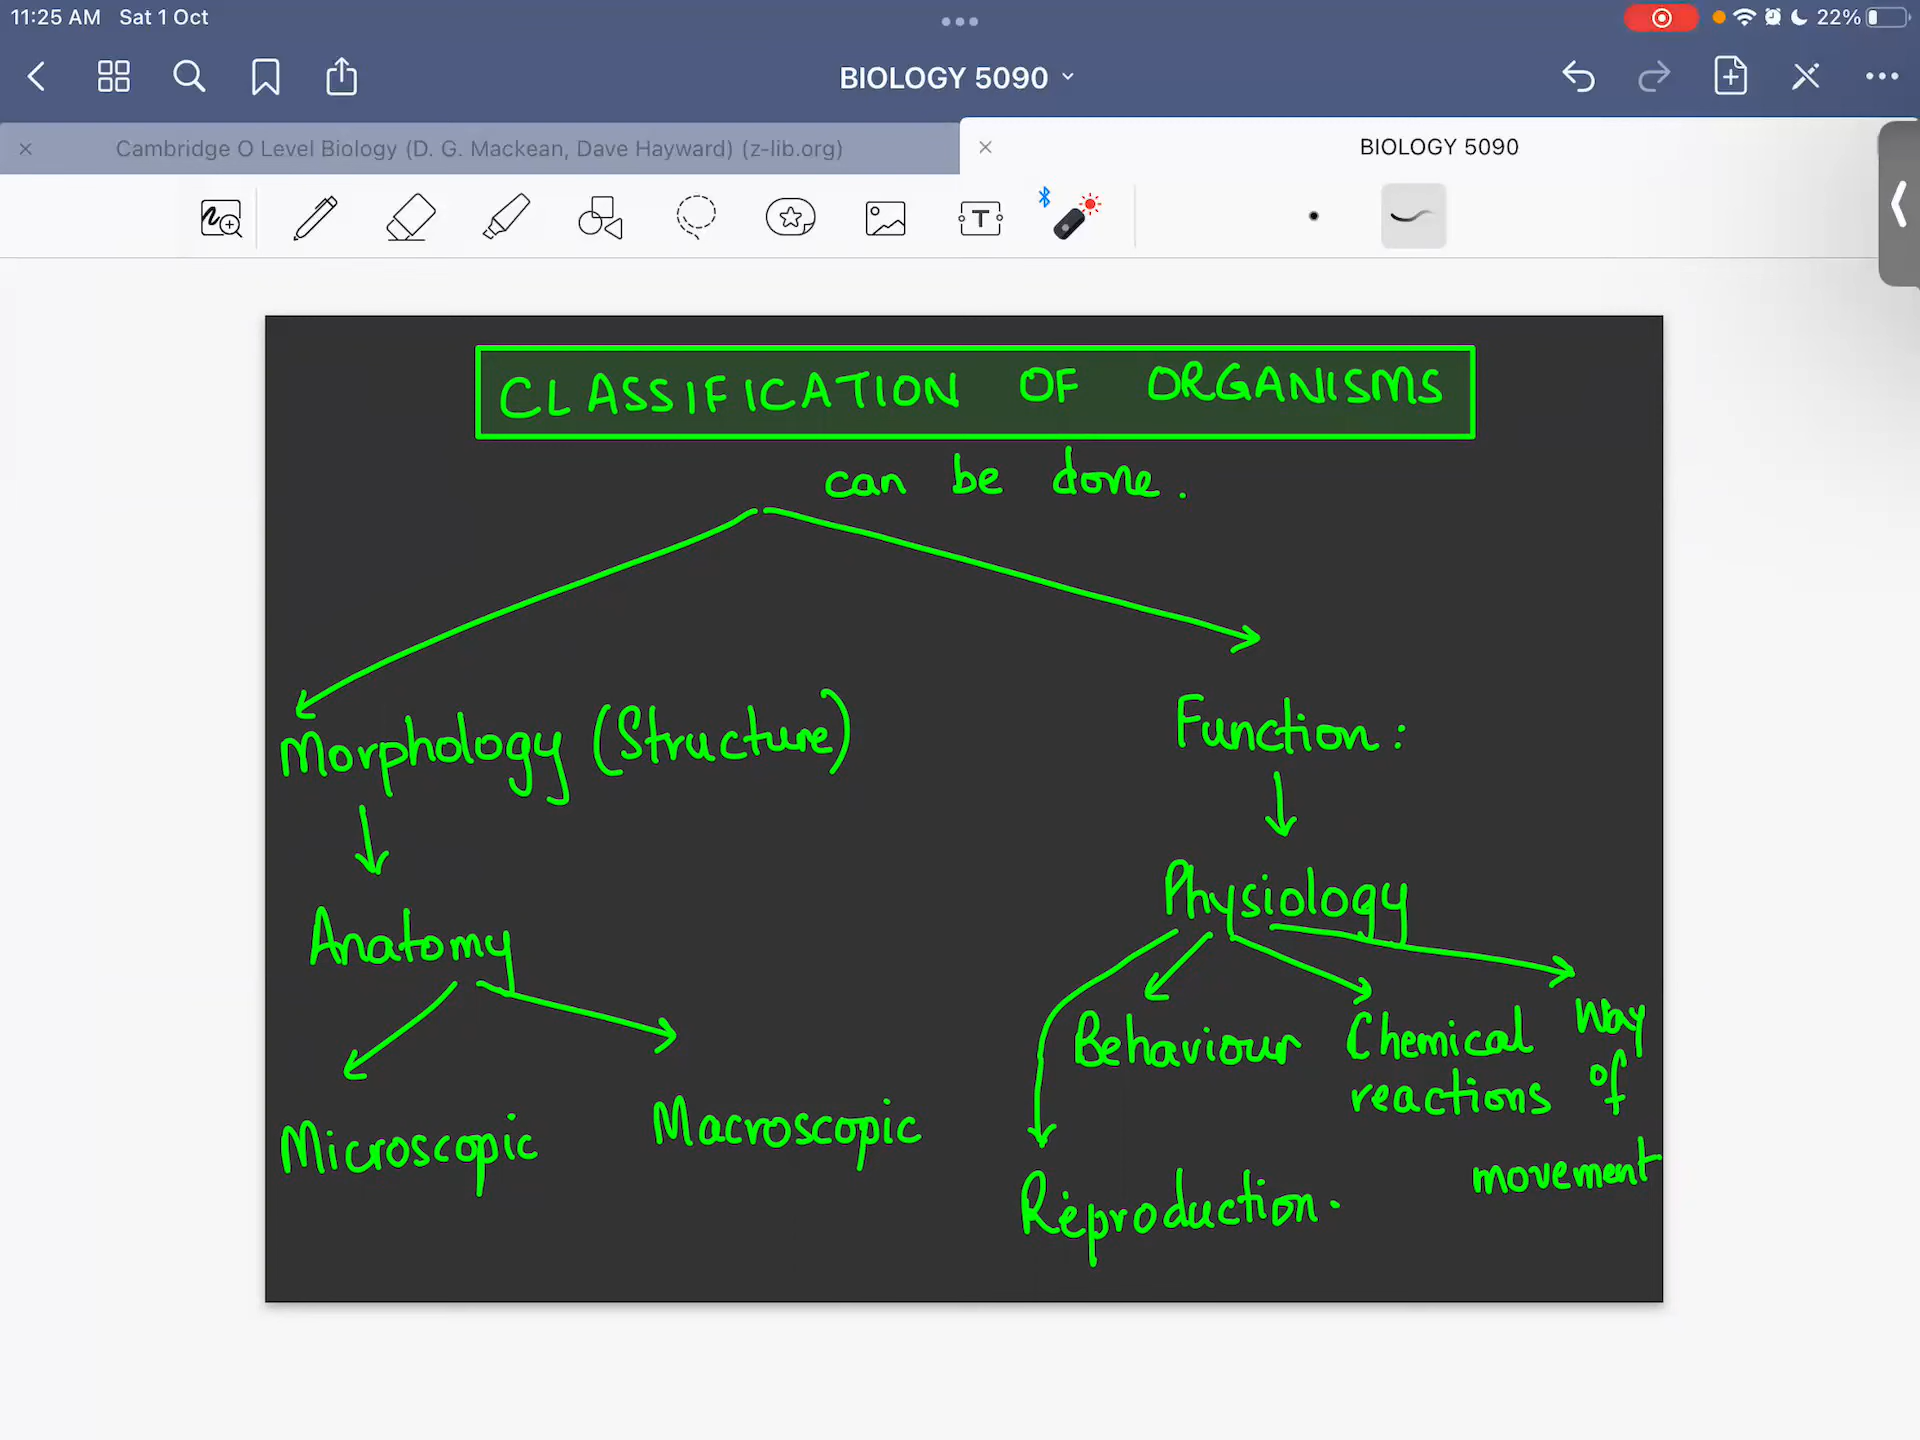 11:25 AM Sat 1 Oct
22%
BIOLOGY 5090
Cambridge O Level Biology (D. G. Mackean, Dave Hayward) (z-lib.org)
BIOLOGY 5090
T
CLASSIFICATION OF ORGANISMS
can be done.
Morphology (Structure)
Function:
Anatomy
Physiology
Microscopic
Macroscopic
Behaviour
Chemical
reactions
Way
of
movement
Reproduction.